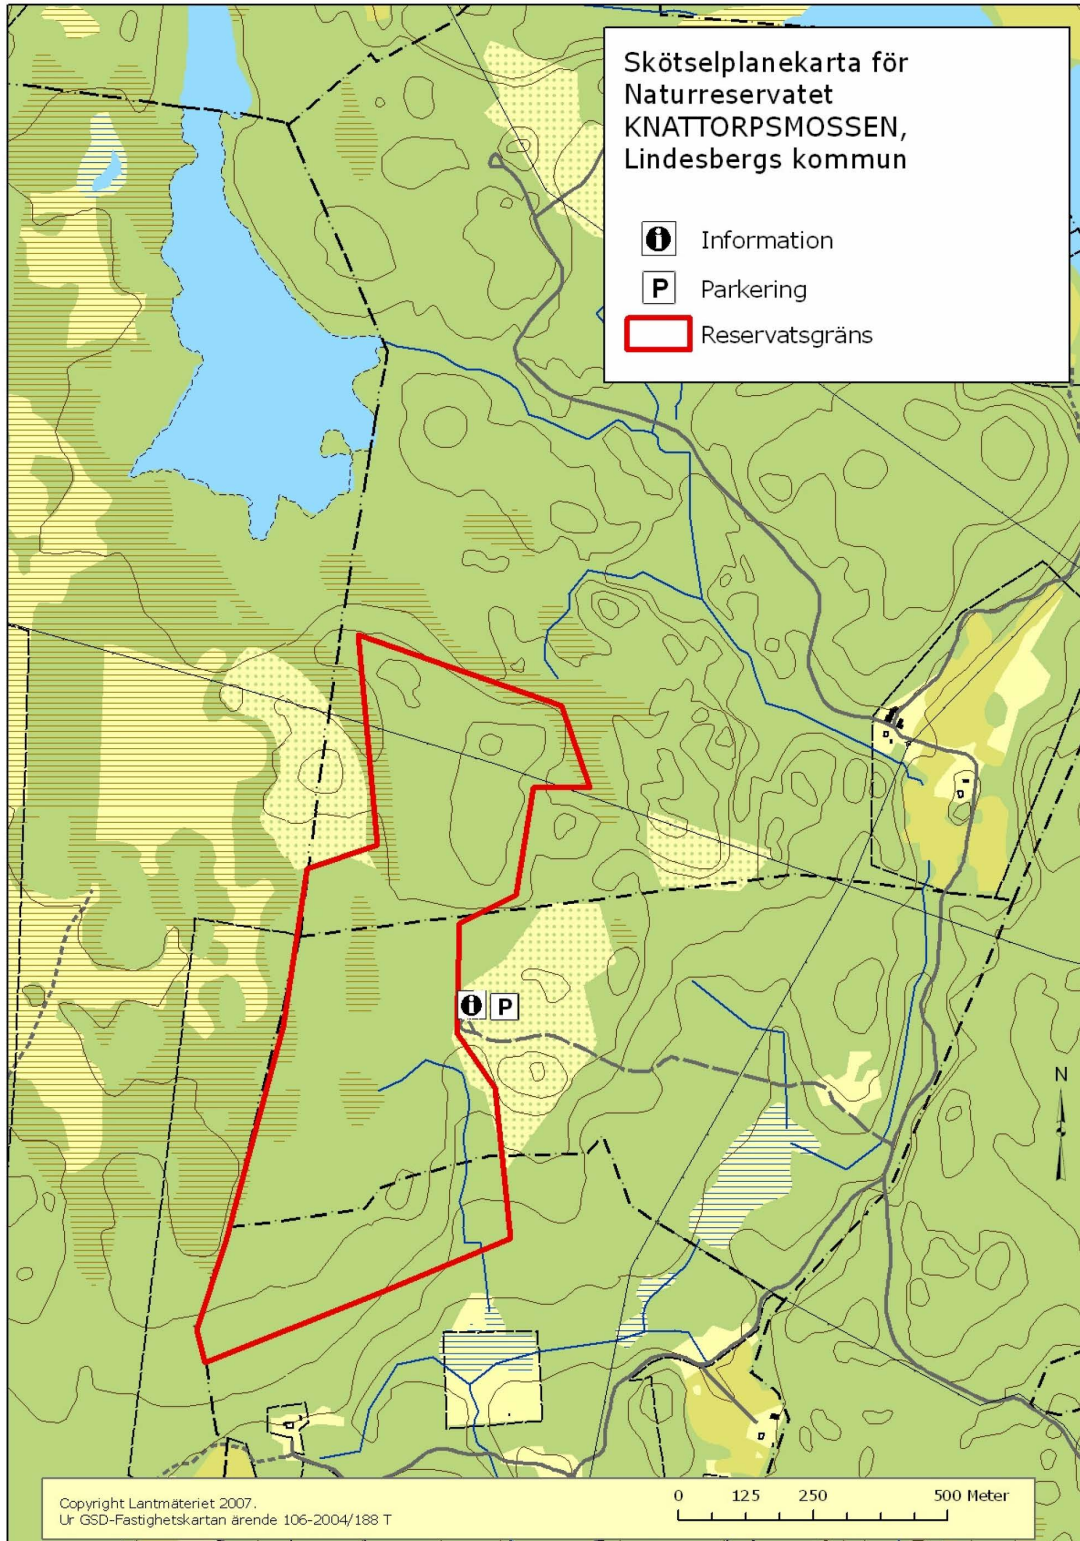 Skötselplanekarta för
Naturreservatet
KNATTORPSMOSSEN,
Lindesbergs kommun
i Information
P Parkering
Reservatsgräns
i P
N
Copyright Lantmäteriet 2007.
Ur GSD-Fastighetskartan ärende 106-2004/188 T
0 125 250 500 Meter